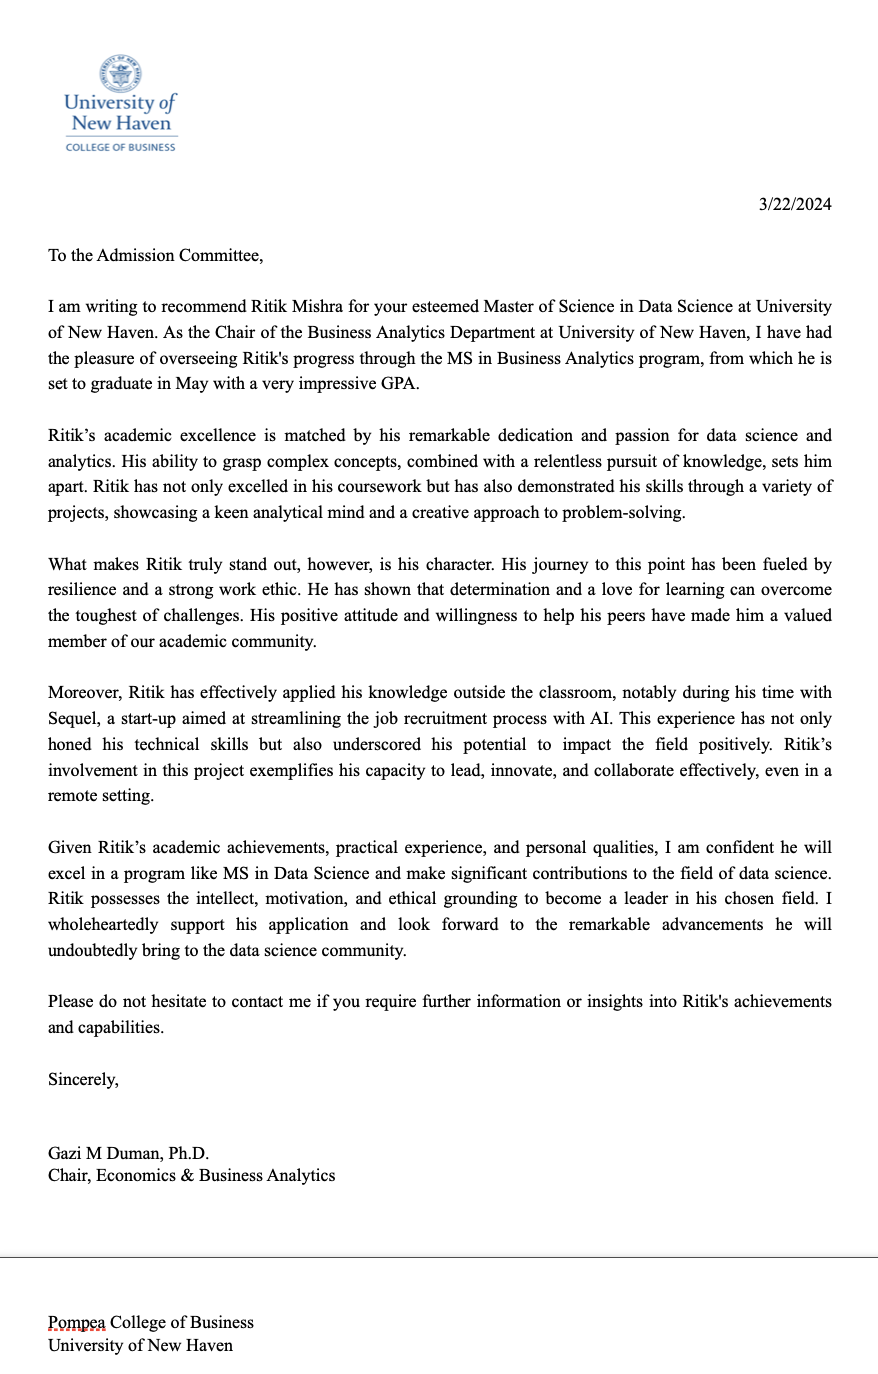 University of
New Haven
COLLEGE OF BUSINESS
3/22/2024
To the Admission Committee,
I am writing to recommend Ritik Mishra for your esteemed Master of Science in Data Science at University
of New Haven. As the Chair of the Business Analytics Department at University of New Haven, I have had
the pleasure of overseeing Ritik's progress through the MS in Business Analytics program, from which he is
set to graduate in May with a very impressive GPA.
Ritik’s academic excellence is matched by his remarkable dedication and passion for data science and
analytics. His ability to grasp complex concepts, combined with a relentless pursuit of knowledge, sets him
apart. Ritik has not only excelled in his coursework but has also demonstrated his skills through a variety of
projects, showcasing a keen analytical mind and a creative approach to problem-solving.
What makes Ritik truly stand out, however, is his character. His journey to this point has been fueled by
resilience and a strong work ethic. He has shown that determination and a love for learning can overcome
the toughest of challenges. His positive attitude and willingness to help his peers have made him a valued
member of our academic community.
Moreover, Ritik has effectively applied his knowledge outside the classroom, notably during his time with
Sequel, a start-up aimed at streamlining the job recruitment process with AI. This experience has not only
honed his technical skills but also underscored his potential to impact the field positively. Ritik’s
involvement in this project exemplifies his capacity to lead, innovate, and collaborate effectively, even in a
remote setting.
Given Ritik’s academic achievements, practical experience, and personal qualities, I am confident he will
excel in a program like MS in Data Science and make significant contributions to the field of data science.
Ritik possesses the intellect, motivation, and ethical grounding to become a leader in his chosen field. I
wholeheartedly support his application and look forward to the remarkable advancements he will
undoubtedly bring to the data science community.
Please do not hesitate to contact me if you require further information or insights into Ritik's achievements
and capabilities.
Sincerely,
Gazi M Duman, Ph.D.
Chair, Economics & Business Analytics
Pompea College of Business
University of New Haven